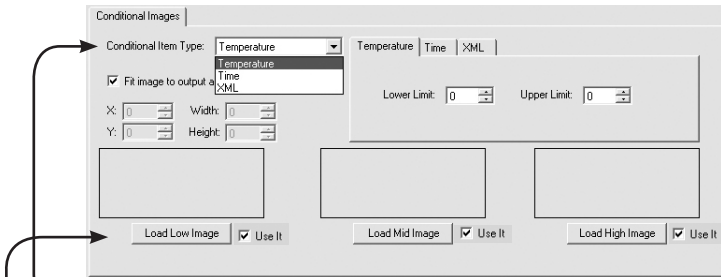 Conditional Images
Conditional Item Type: Temperature
Temperature Time XML
Temperature
Time
XML
Fit image to output a
Lower Limit: 0 Upper Limit: 0
X: 0 Width: 0
Y: 0 Height: 0
Load Low Image Use It Load Mid Image Use It Load High Image Use It